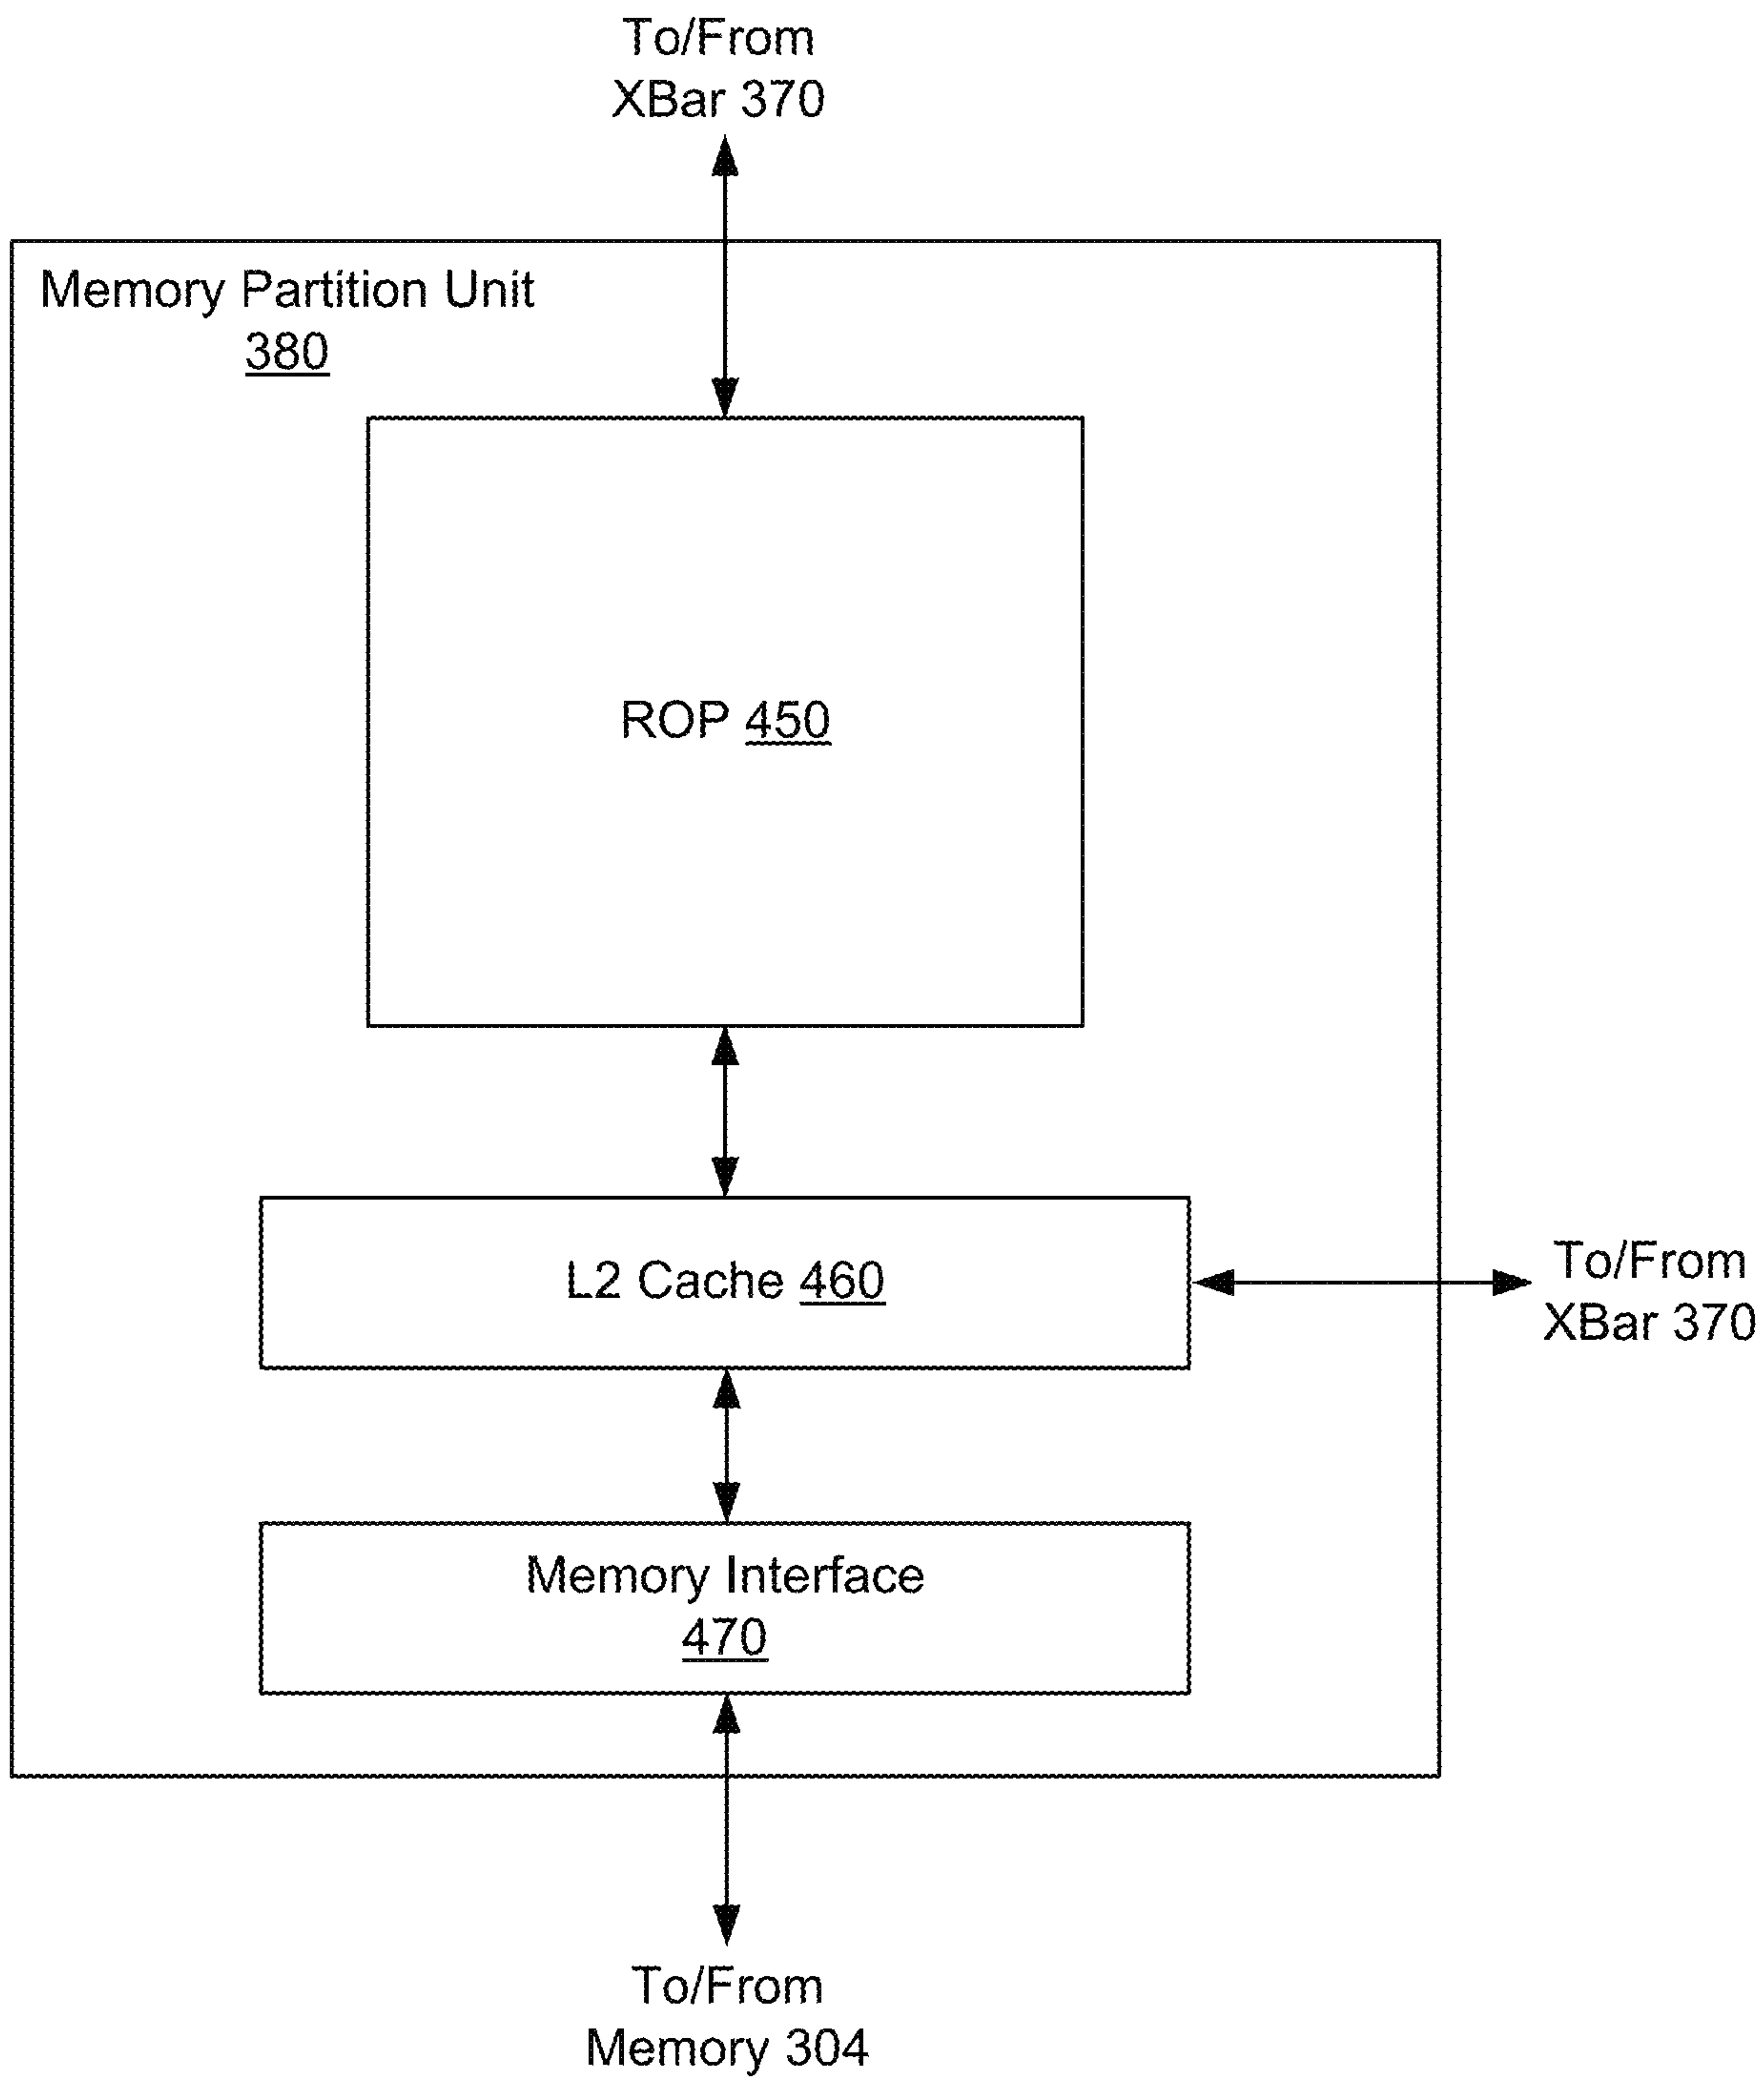 To/From
XBar 370
Memory Partition Unit
380
ROP 450
L2 Cache 460
To/From
XBar 370
Memory Interface
470
To/From
Memory 304